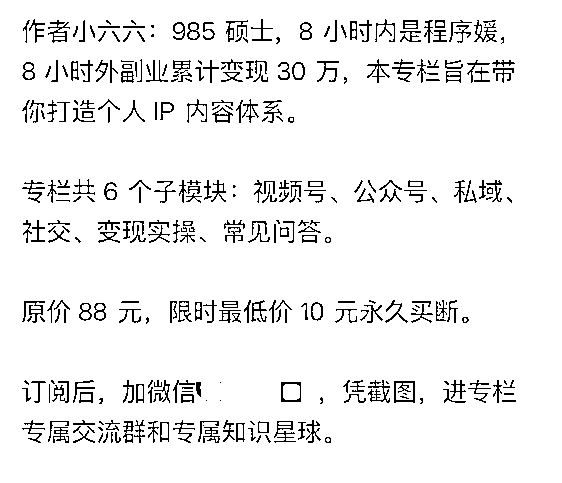 作者小六六：985 硕士，8 小时内是程序媛，
8 小时外副业累计变现 30 万，本专栏旨在带
你打造个人 IP 内容体系。
专栏共 6 个子模块：视频号、公众号、私域、
社交、变现实操、常见问答。
原价 88 元，限时最低价 10 元永久买断。
订阅后，加微信 ，凭截图，进专栏
专属交流群和专属知识星球。